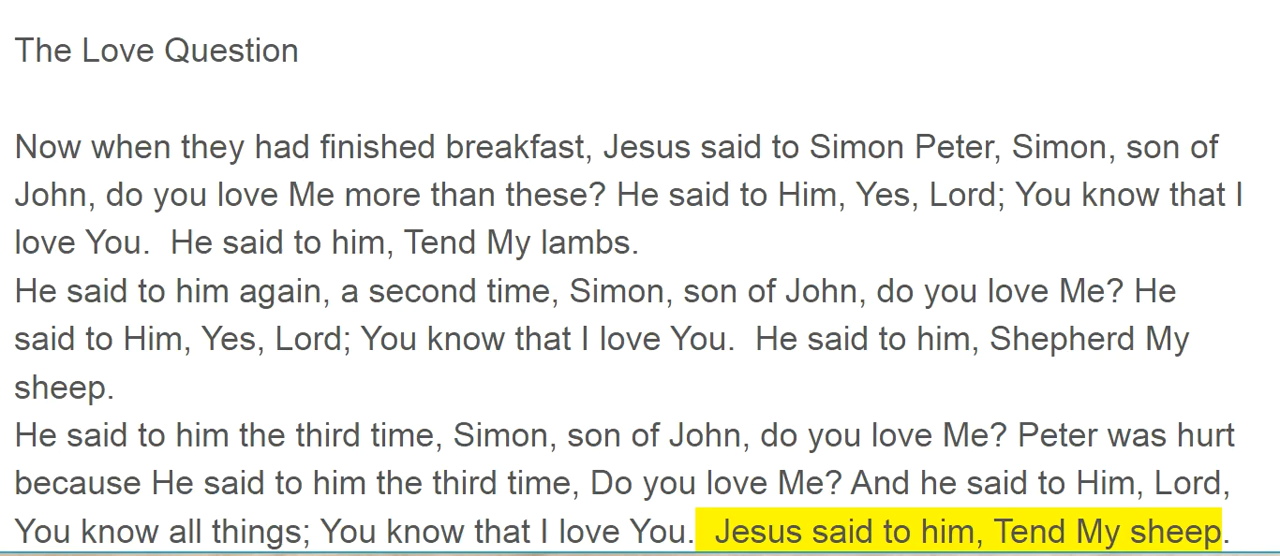 The Love Question
Now when they had finished breakfast, Jesus said to Simon Peter, Simon, son of
John, do you love Me more than these? He said to Him, Yes, Lord; You know that I
love You.  He said to him, Tend My lambs.
He said to him again, a second time, Simon, son of John, do you love Me? He
said to Him, Yes, Lord; You know that I love You.  He said to him, Shepherd My
sheep.
He said to him the third time, Simon, son of John, do you love Me? Peter was hurt
because He said to him the third time, Do you love Me? And he said to Him, Lord,
You know all things; You know that I love You.  Jesus said to him, Tend My sheep.